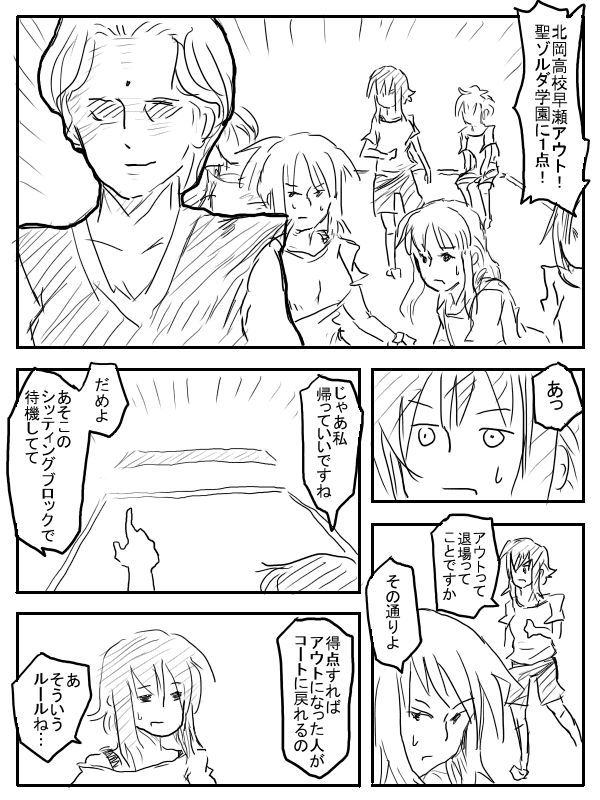 北岡高校早瀬アウト！
聖ゾルダ学園に１点！
あっ
アウトって
退場って
ことですか
その通りよ
じゃあ私
帰っていいですね
だめよ
あそこの
シッティングブロックで
待機してて
得点すれば
アウトになった人が
コートに戻れるの
あ
そういう
ルールね…